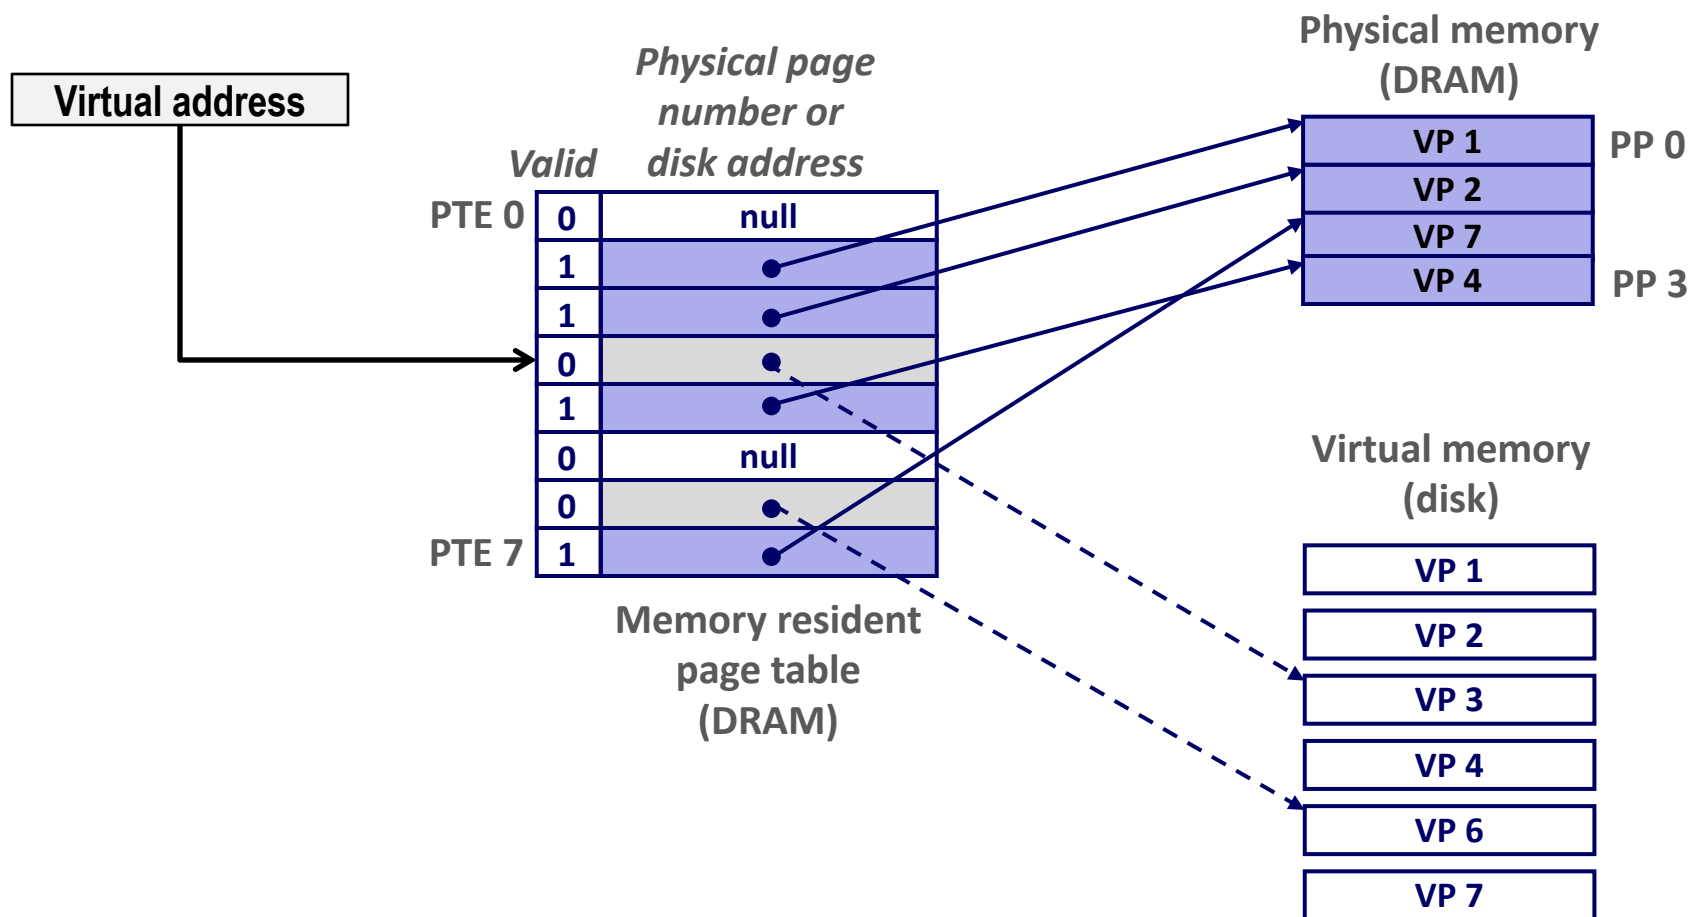 Virtual address
Physical page
number or
disk address
Valid
PTE 0
0
null
1
1
0
1
0
null
0
PTE 7
1
Memory resident
page table
(DRAM)
Physical memory
(DRAM)
VP 1
PP 0
VP 2
VP 7
VP 4
PP 3
Virtual memory
(disk)
VP 1
VP 2
VP 3
VP 4
VP 6
VP 7